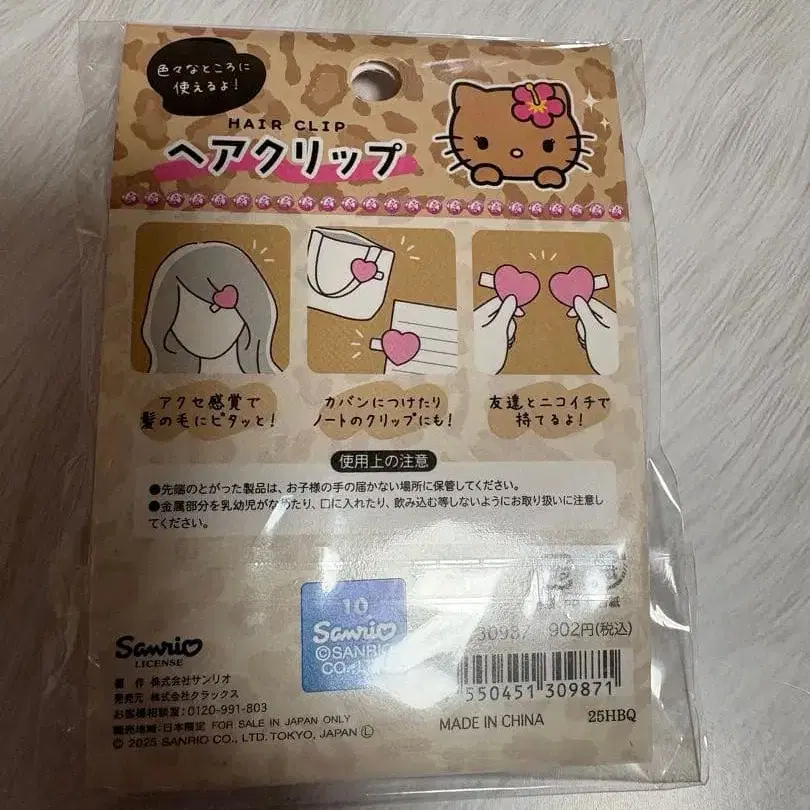 色々なところに
使えるよ!
HAIR CLIP
ヘアクリップ
アクセ感覚で
髪の毛にピタッと!
カバンにつけたり
ノートのクリップにも!
友達とニコイチで
持てるよ!
使用上の注意
●先端のとがった製品は、お子様の手の届かない場所に保管してください。
●金属部分を乳幼児がなめたり、口に入れたり、飲み込む等しないようにお取り扱いに注意し
てください。
10
Sanrio
©SANRIO
CO., L
30987 902円(税込)
Sanrio
LICENSE
著 作 株式会社サンリオ
発売元 株式会社クラックス
お客様相談室:0120-991-803
販売地域:日本限定 FOR SALE IN JAPAN ONLY
© 2025 SANRIO CO., LTD. TOKYO, JAPAN Ⓛ
550451 309871
MADE IN CHINA
25HBQ